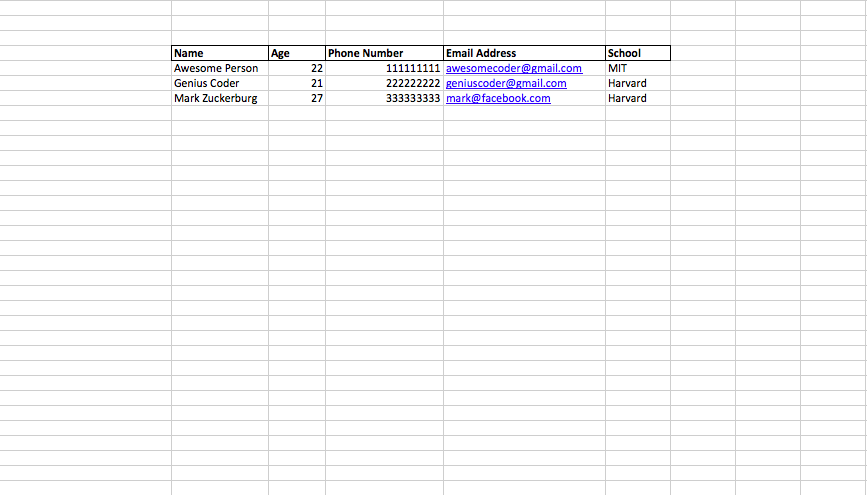 Name Age Phone Number Email Address School
Awesome Person 22 111111111 awesomecoder@gmail.com MIT
Genius Coder 21 222222222 geniuscoder@gmail.com Harvard
Mark Zuckerburg 27 333333333 mark@facebook.com Harvard